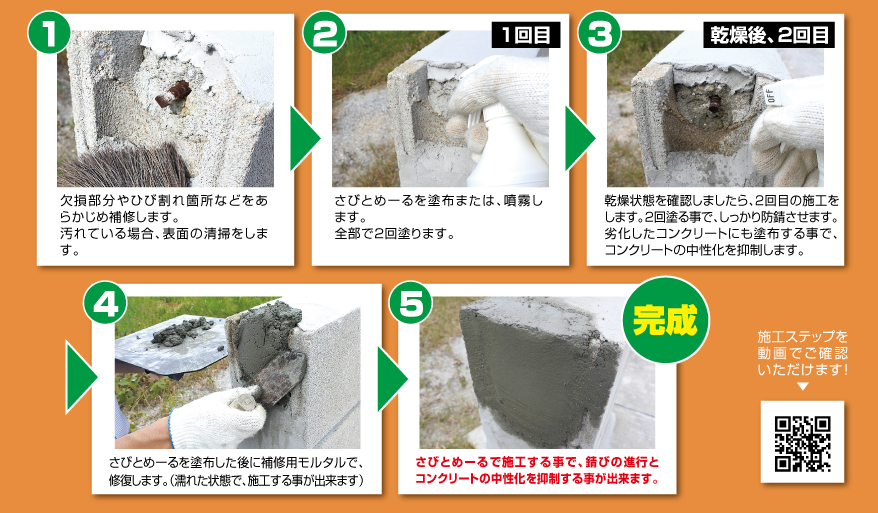 1
欠損部分やひび割れ箇所などをあ
らかじめ補修します。
汚れている場合、表面の清掃をしま
す。
2
1回目
さびとめーるを塗布または、噴霧し
ます。
全部で2回塗ります。
3
乾燥後、2回目
OFF
乾燥状態を確認しましたら、2回目の施工を
します。2回塗る事で、しっかり防錆させます。
劣化したコンクリートにも塗布する事で、
コンクリートの中性化を抑制します。
4
さびとめーるを塗布した後に補修用モルタルで、
修復します。(濡れた状態で、施工する事が出来ます)
5
完成
さびとめーるで施工する事で、錆びの進行と
コンクリートの中性化を抑制する事が出来ます。
施工ステップを
動画でご確認
いただけます!